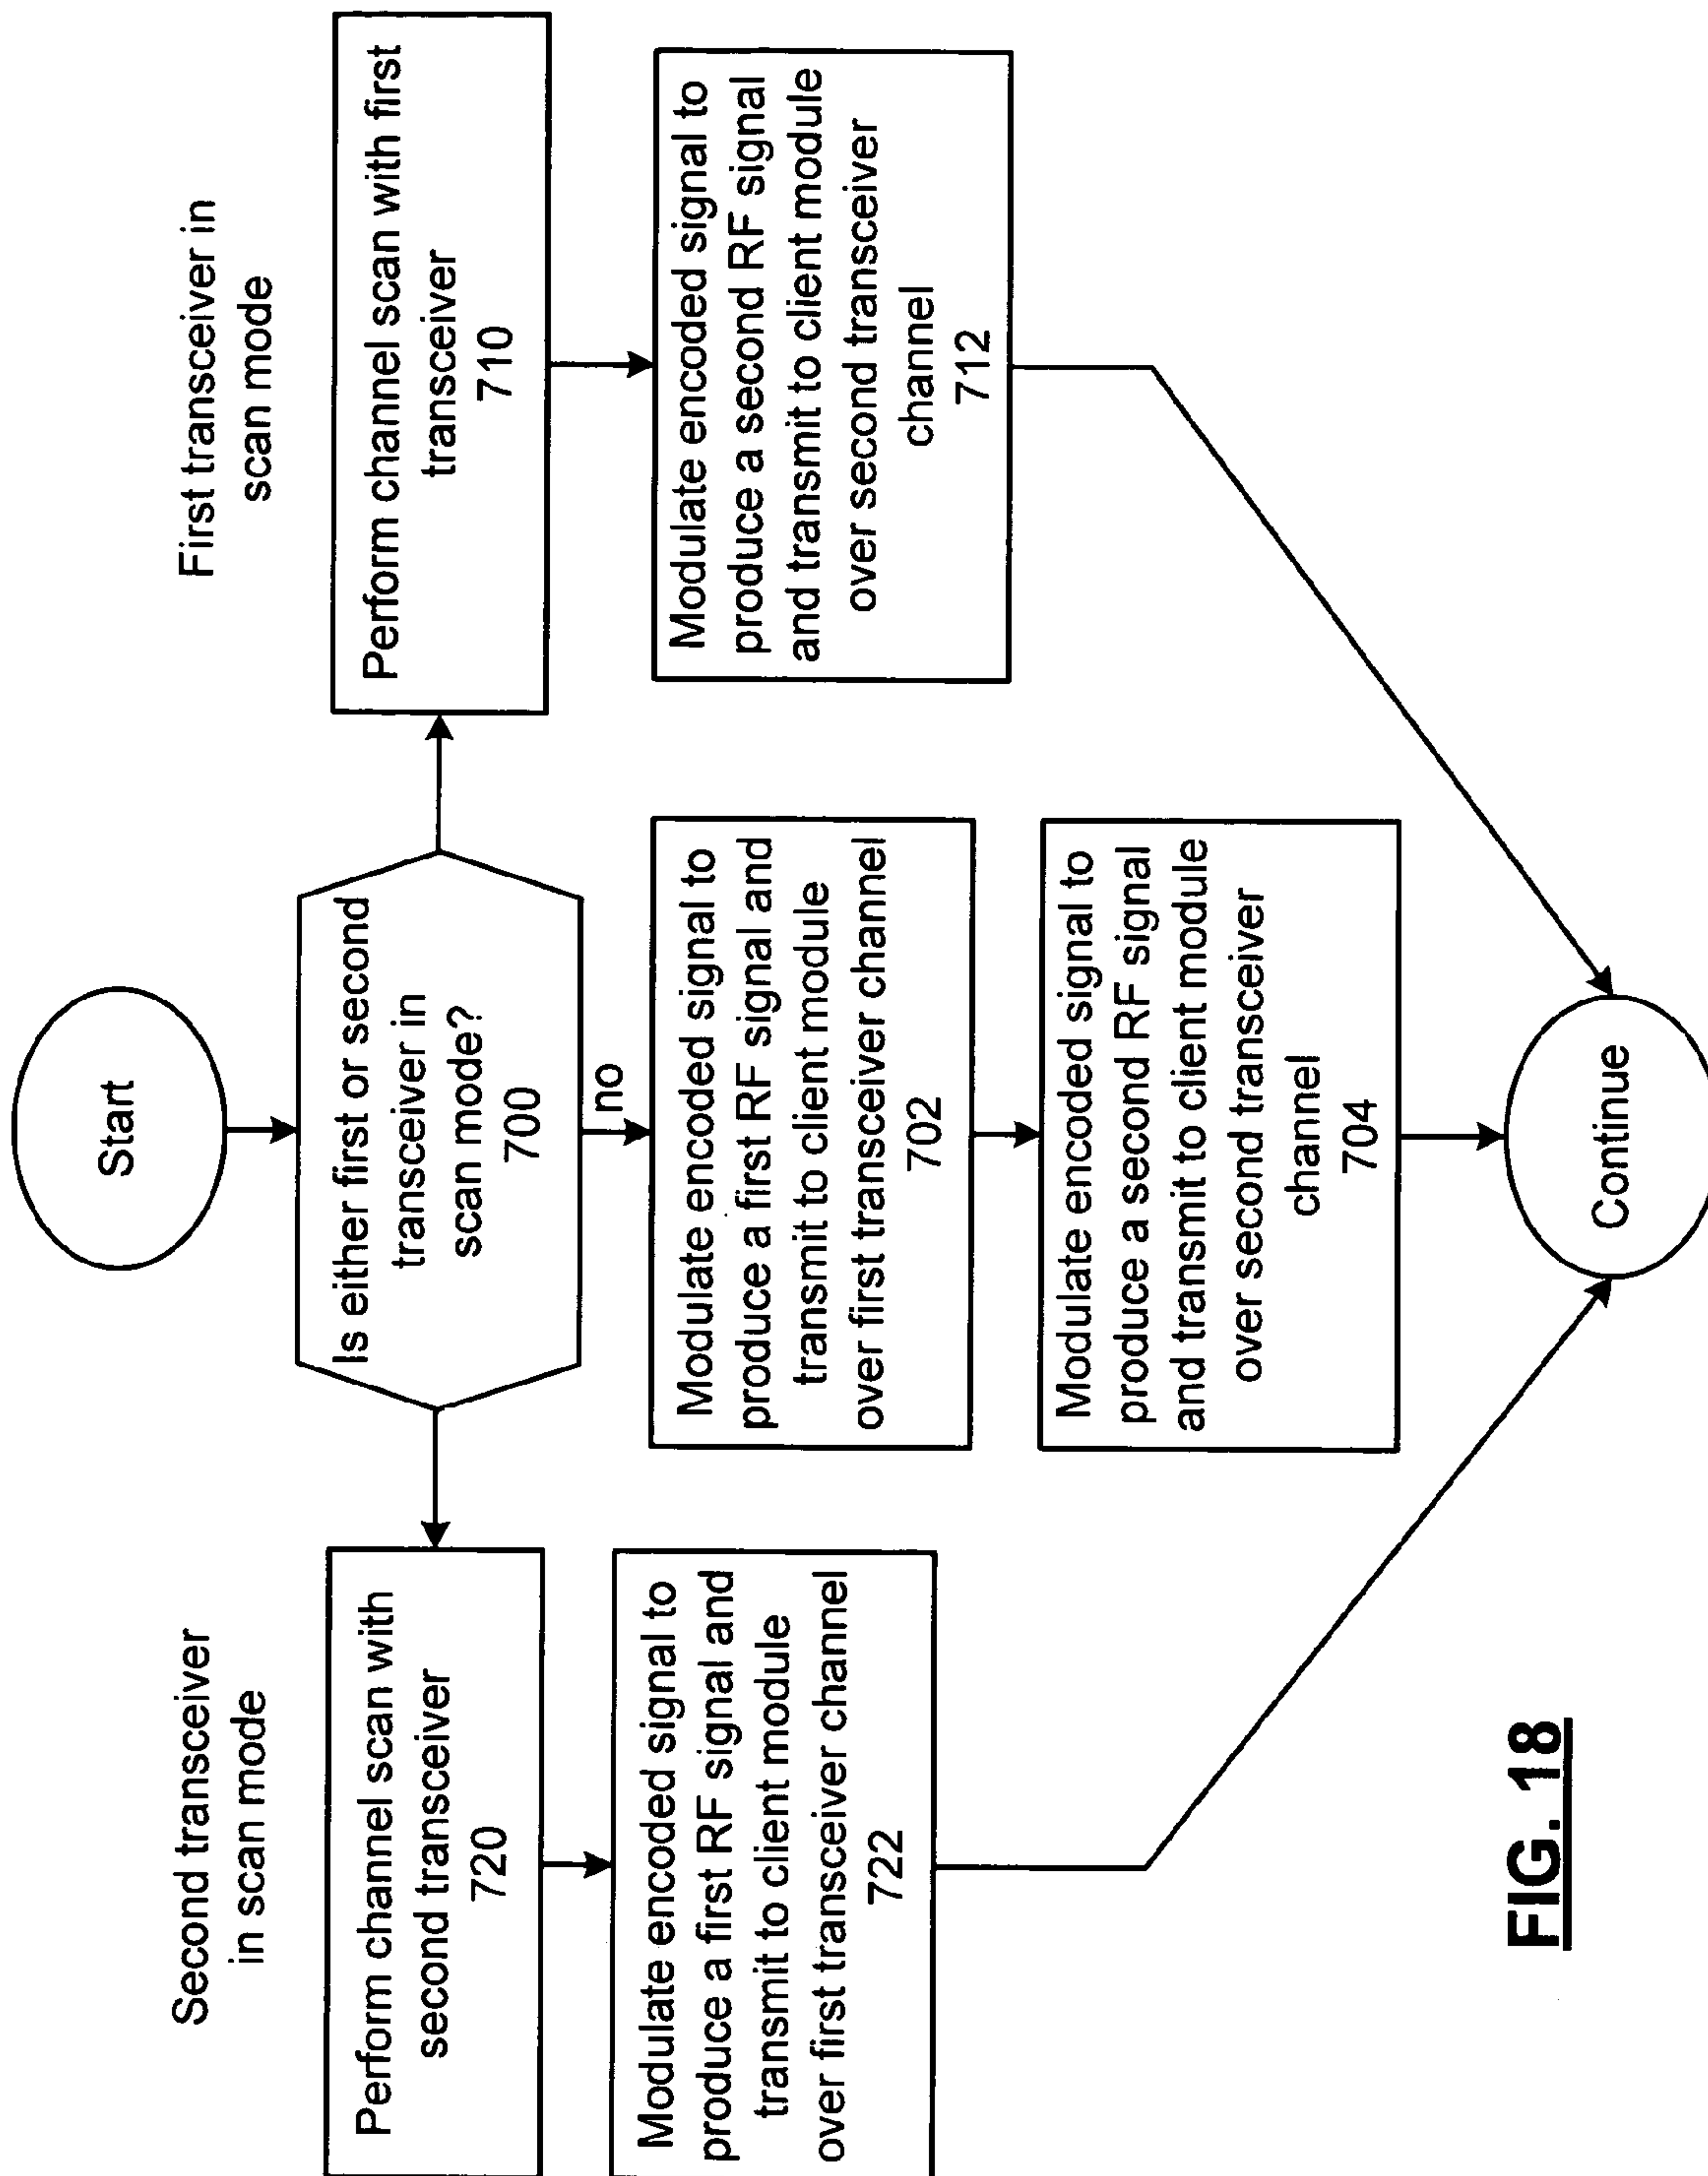 Start
Is either first or second
transceiver in
scan mode?
700
no
Second transceiver
in scan mode
Perform channel scan with
second transceiver
720
Modulate encoded signal to
produce a first RF signal and
transmit to client module
over first transceiver channel
722
Modulate encoded signal to
produce a first RF signal and
transmit to client module
over first transceiver channel
702
Modulate encoded signal to
produce a second RF signal
and transmit to client module
over second transceiver
channel
704
First transceiver in
scan mode
Perform channel scan with first
transceiver
710
Modulate encoded signal to
produce a second RF signal
and transmit to client module
over second transceiver
channel
712
Continue
FIG. 18